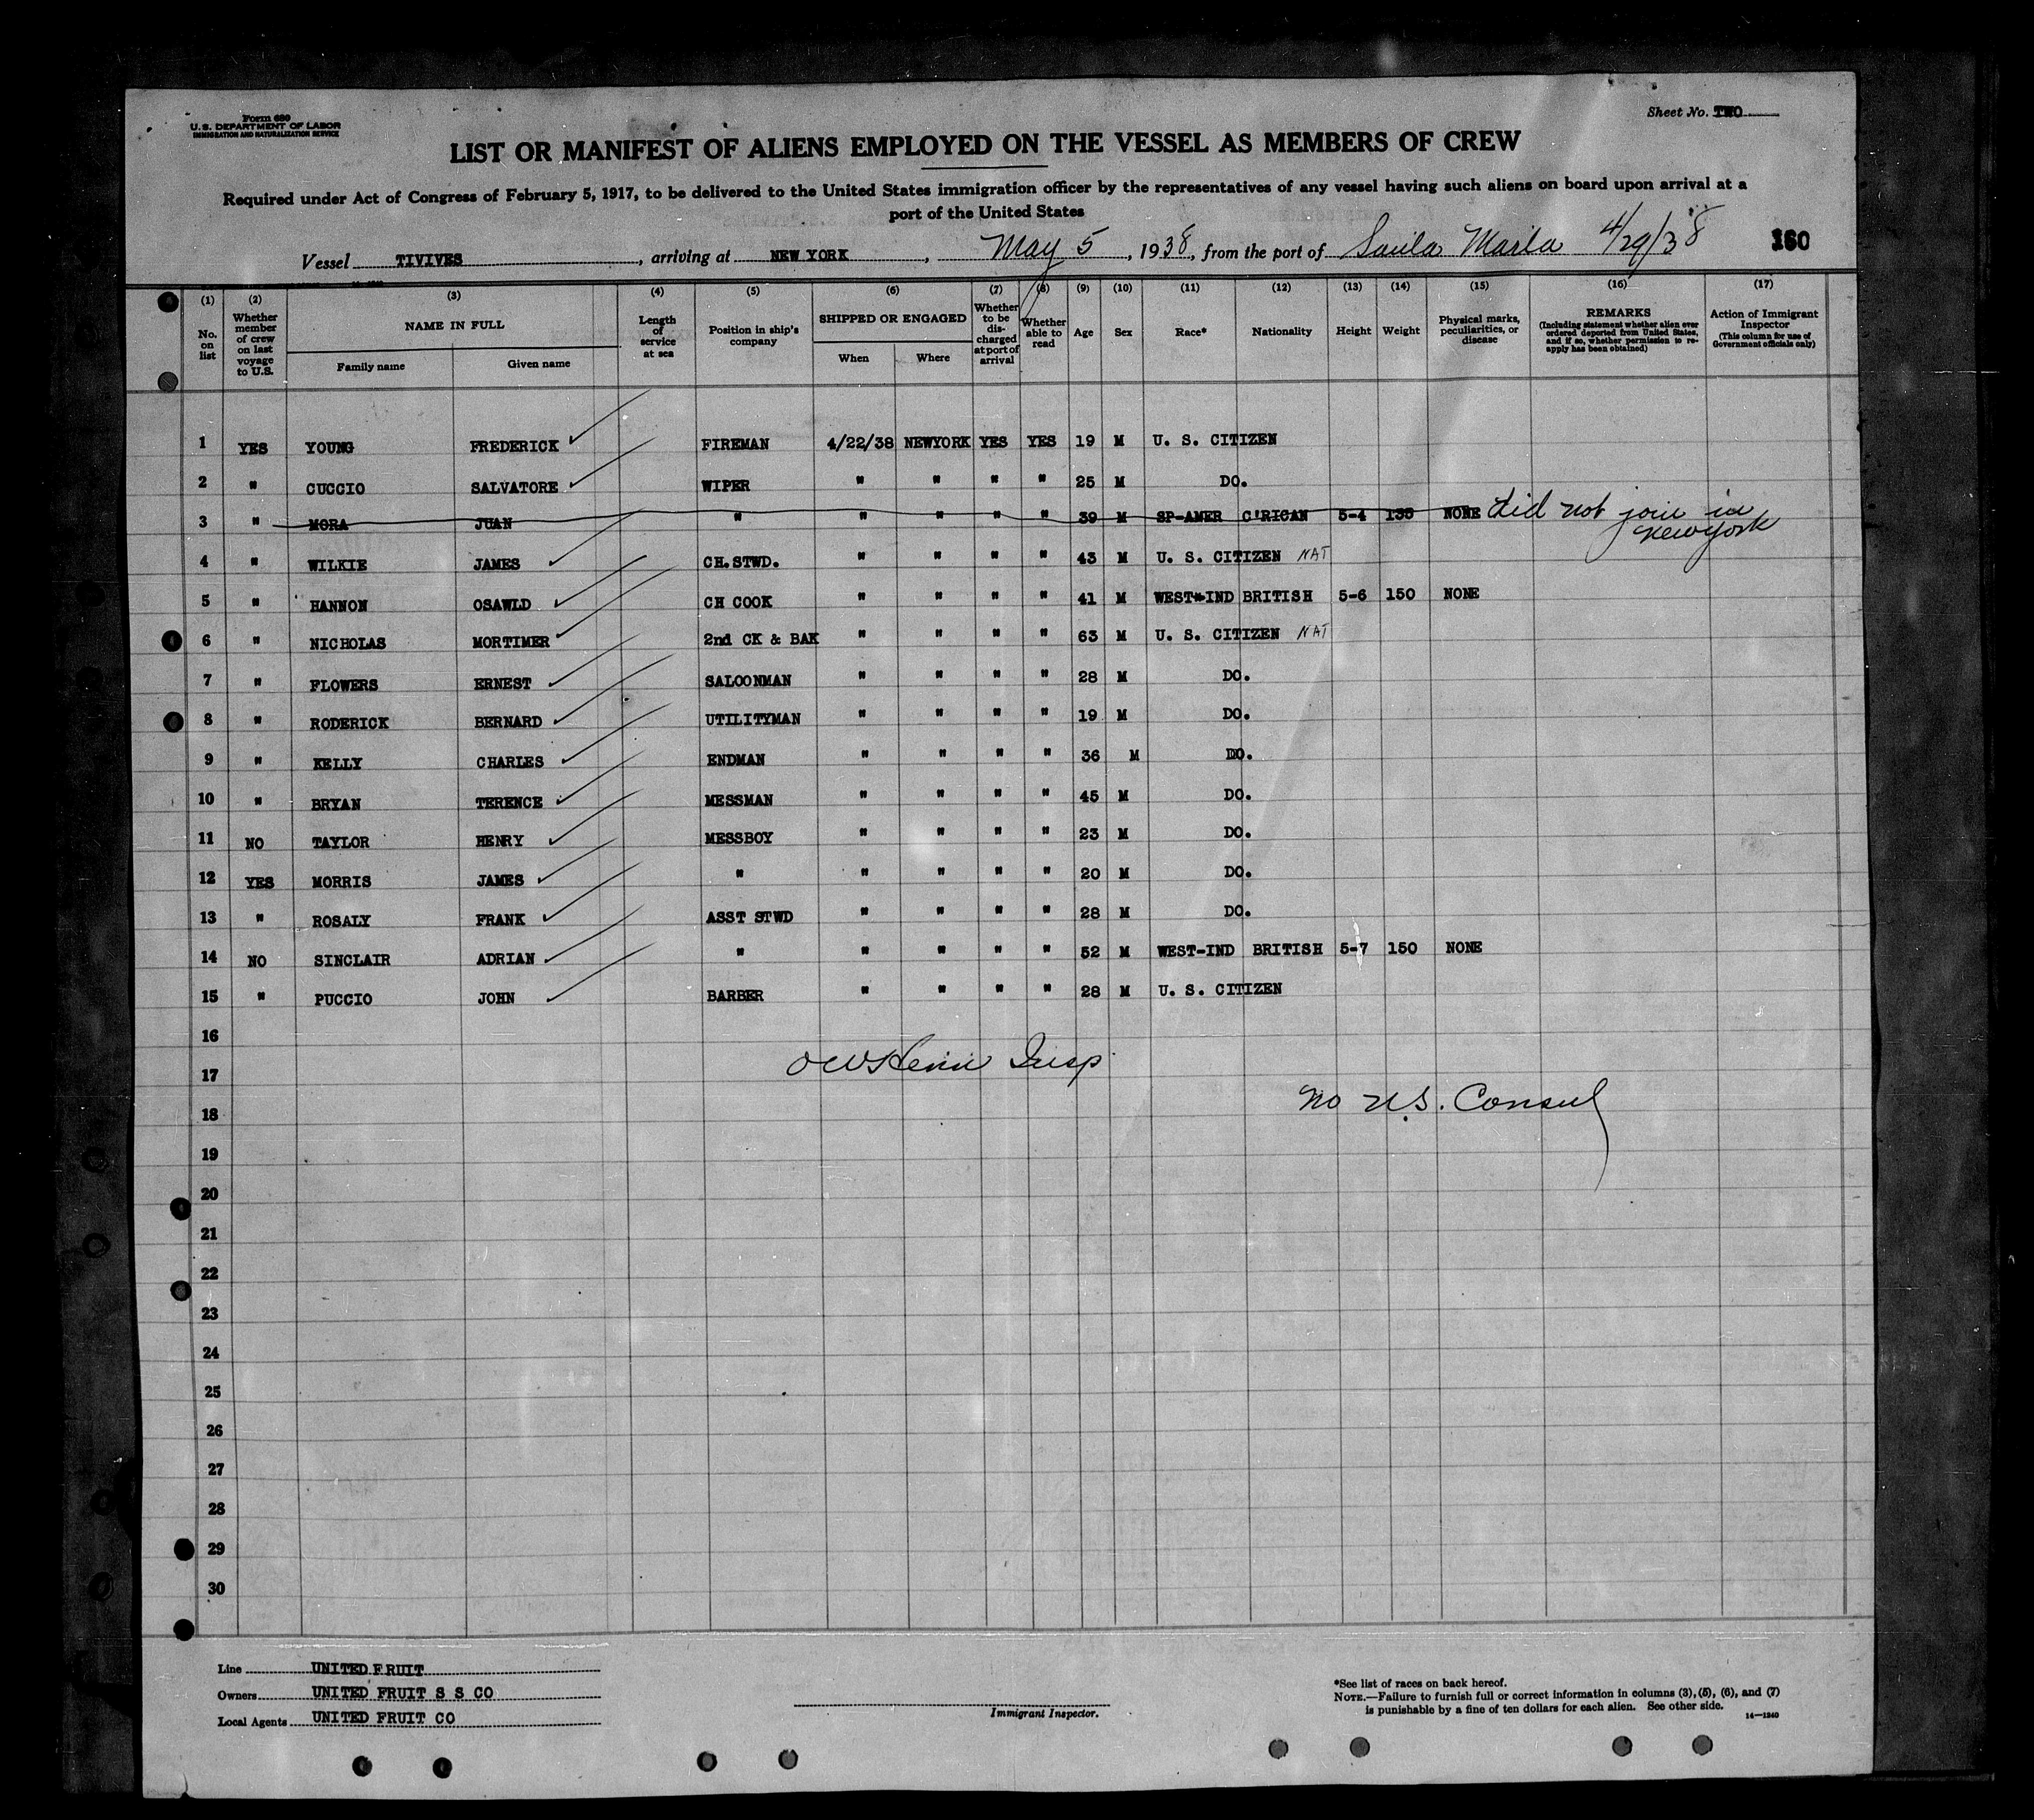 Form 680
U. S. DEPARTMENT OF LABOR
IMMIGRATION AND NATURALIZATION SERVICE
Sheet No. TWO
LIST OR MANIFEST OF ALIENS EMPLOYED ON THE VESSEL AS MEMBERS OF CREW
Required under Act of Congress of February 5, 1917, to be delivered to the United States immigration officer by the representatives of any vessel having such aliens on board upon arrival at a
port of the United States
Vessel TIVIVES, arriving at NEW YORK, May 5, 1938, from the port of Santa Marta 4/29/38 160
(1) No. on list
(2) Whether member of crew on last voyage to U.S.
(3) NAME IN FULL
Family name
Given name
(4) Length of service at sea
(5) Position in ship's company
(6) SHIPPED OR ENGAGED
When
Where
(7) Whether to be discharged at port of arrival
(8) Whether able to read
(9) Age
(10) Sex
(11) Race*
(12) Nationality
(13) Height
(14) Weight
(15) Physical marks, peculiarities, or disease
(16) REMARKS (Including statement whether alien ever ordered deported from United States, and if so, whether permission to reapply has been obtained)
(17) Action of Immigrant Inspector (This column for use of Government officials only)
1 YES YOUNG FREDERICK FIREMAN 4/22/38 NEWYORK YES YES 19 M U. S. CITIZEN
2 " CUCCIO SALVATORE WIPER " " " " 25 M DO.
3 " MORA JUAN " " " " " 39 M SP-AMER C'RICAN 5-4 135 NONE did not join in New York
4 " WILKIE JAMES CH.STWD. " " " " 43 M U. S. CITIZEN NAT
5 " HANNON OSAWLD CH COOK " " " " 41 M WEST-IND BRITISH 5-6 150 NONE
6 " NICHOLAS MORTIMER 2nd CK & BAK " " " " 63 M U. S. CITIZEN NAT
7 " FLOWERS ERNEST SALOONMAN " " " " 28 M DO.
8 " RODERICK BERNARD UTILITYMAN " " " " 19 M DO.
9 " KELLY CHARLES ENDMAN " " " " 36 M DO.
10 " BRYAN TERENCE MESSMAN " " " " 45 M DO.
11 NO TAYLOR HENRY MESSBOY " " " " 23 M DO.
12 YES MORRIS JAMES " " " " " 20 M DO.
13 " ROSALY FRANK ASST STWD " " " " 28 M DO.
14 NO SINCLAIR ADRIAN " " " " " 52 M WEST-IND BRITISH 5-7 150 NONE
15 " PUCCIO JOHN BARBER " " " " 28 M U. S. CITIZEN
16
17 Insp
18 No U.S. Consul
19
20
21
22
23
24
25
26
27
28
29
30
Line UNITED FRUIT
Owners UNITED FRUIT S S CO
Local Agents UNITED FRUIT CO
Immigrant Inspector.
*See list of races on back hereof.
NOTE.—Failure to furnish full or correct information in columns (3), (5), (6), and (7)
is punishable by a fine of ten dollars for each alien. See other side.
14—1240